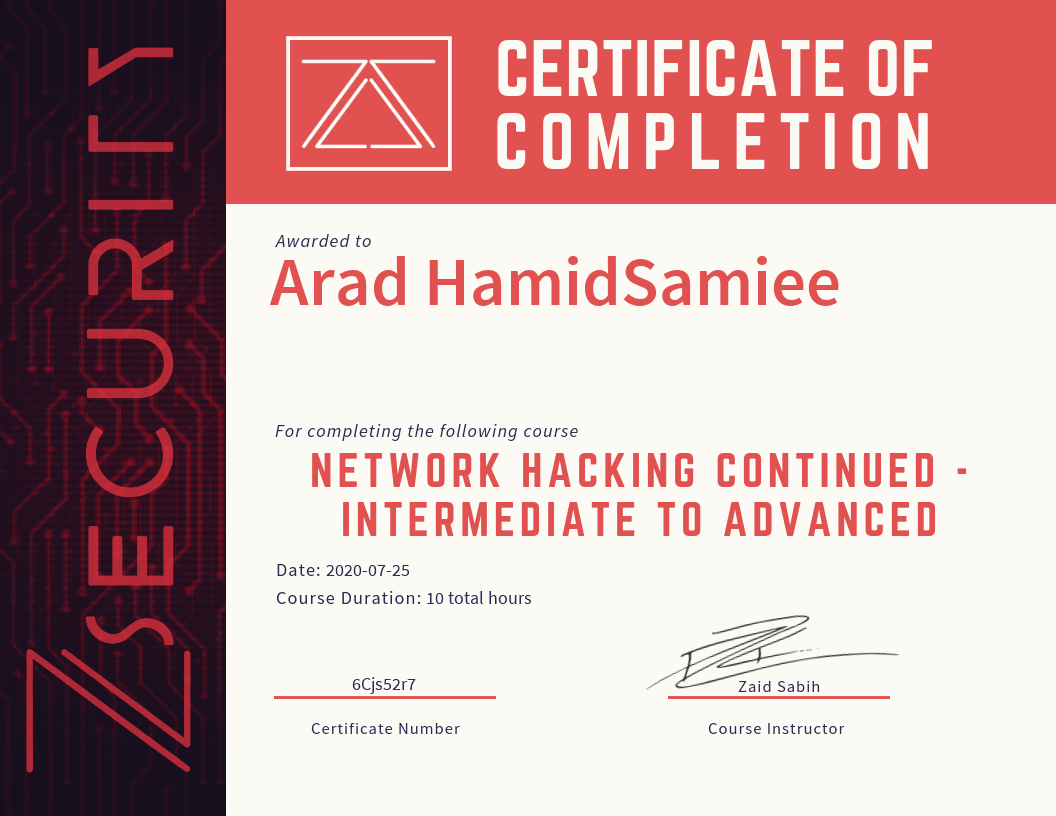 SECURITY
CERTIFICATE OF
COMPLETION
Awarded to
Arad HamidSamiee
For completing the following course
NETWORK HACKING CONTINUED -
INTERMEDIATE TO ADVANCED
Date: 2020-07-25
Course Duration: 10 total hours
6Cjs52r7
Certificate Number
Zaid Sabih
Course Instructor